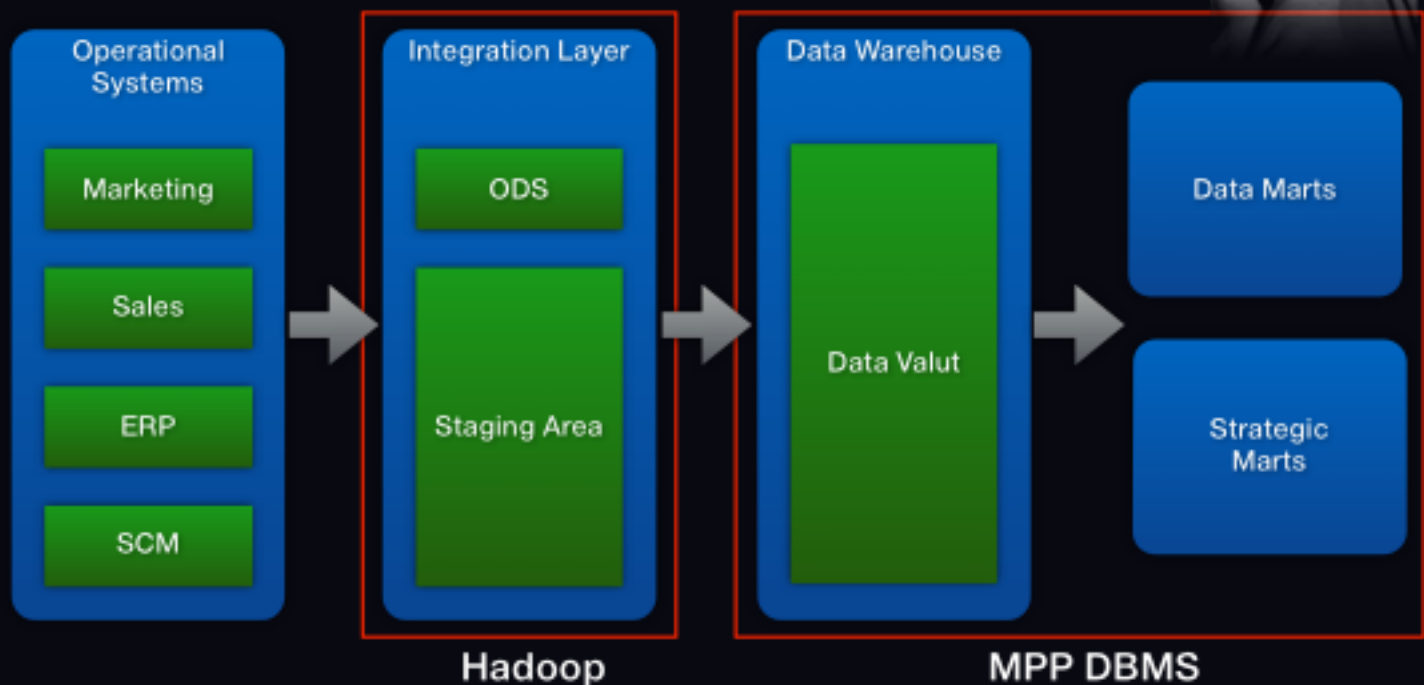 Operational
Systems
Marketing
Sales
ERP
SCM
Integration Layer
ODS
Staging Area
Hadoop
Data Warehouse
Data Valut
Data Marts
Strategic
Marts
MPP DBMS